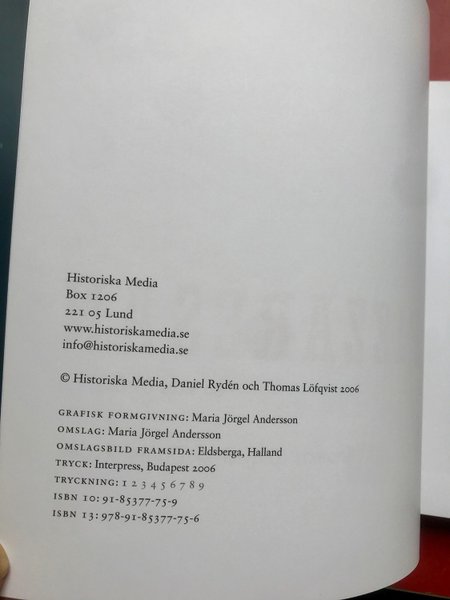 Historiska Media
Box 1206
221 05 Lund
www.historiskamedia.se
info@historiskamedia.se
© Historiska Media, Daniel Rydén och Thomas Löfqvist 2006
GRAFISK FORMGIVNING: Maria Jörgel Andersson
OMSLAG: Maria Jörgel Andersson
OMSLAGSBILD FRAMSIDA: Eldsberga, Halland
TRYCK: Interpress, Budapest 2006
TRYCKNING: 1 2 3 4 5 6 7 8 9
ISBN 10: 91-85377-75-9
ISBN 13: 978-91-85377-75-6